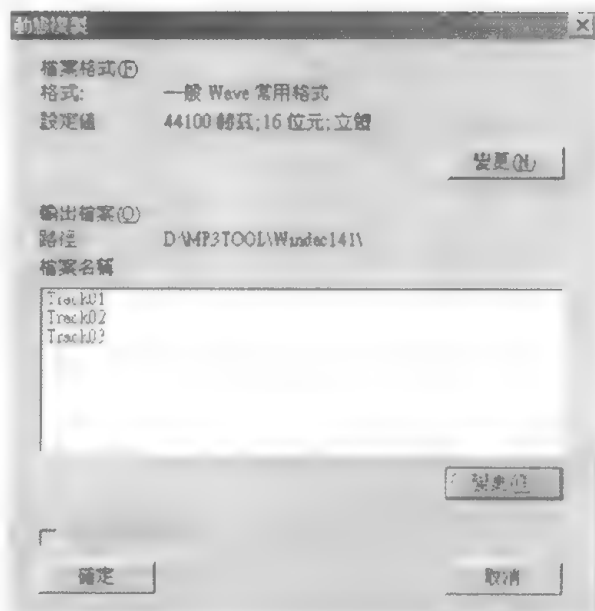 動態複製
檔案格式(F)
格式: 一般 Wave 常用格式
設定值 44100 赫茲;16 位元;立體
變更(N)
輸出檔案(O)
路徑 D:\MP3TOOL\Windac141\
檔案名稱
Track01
Track02
Track03
變更
確定
取消